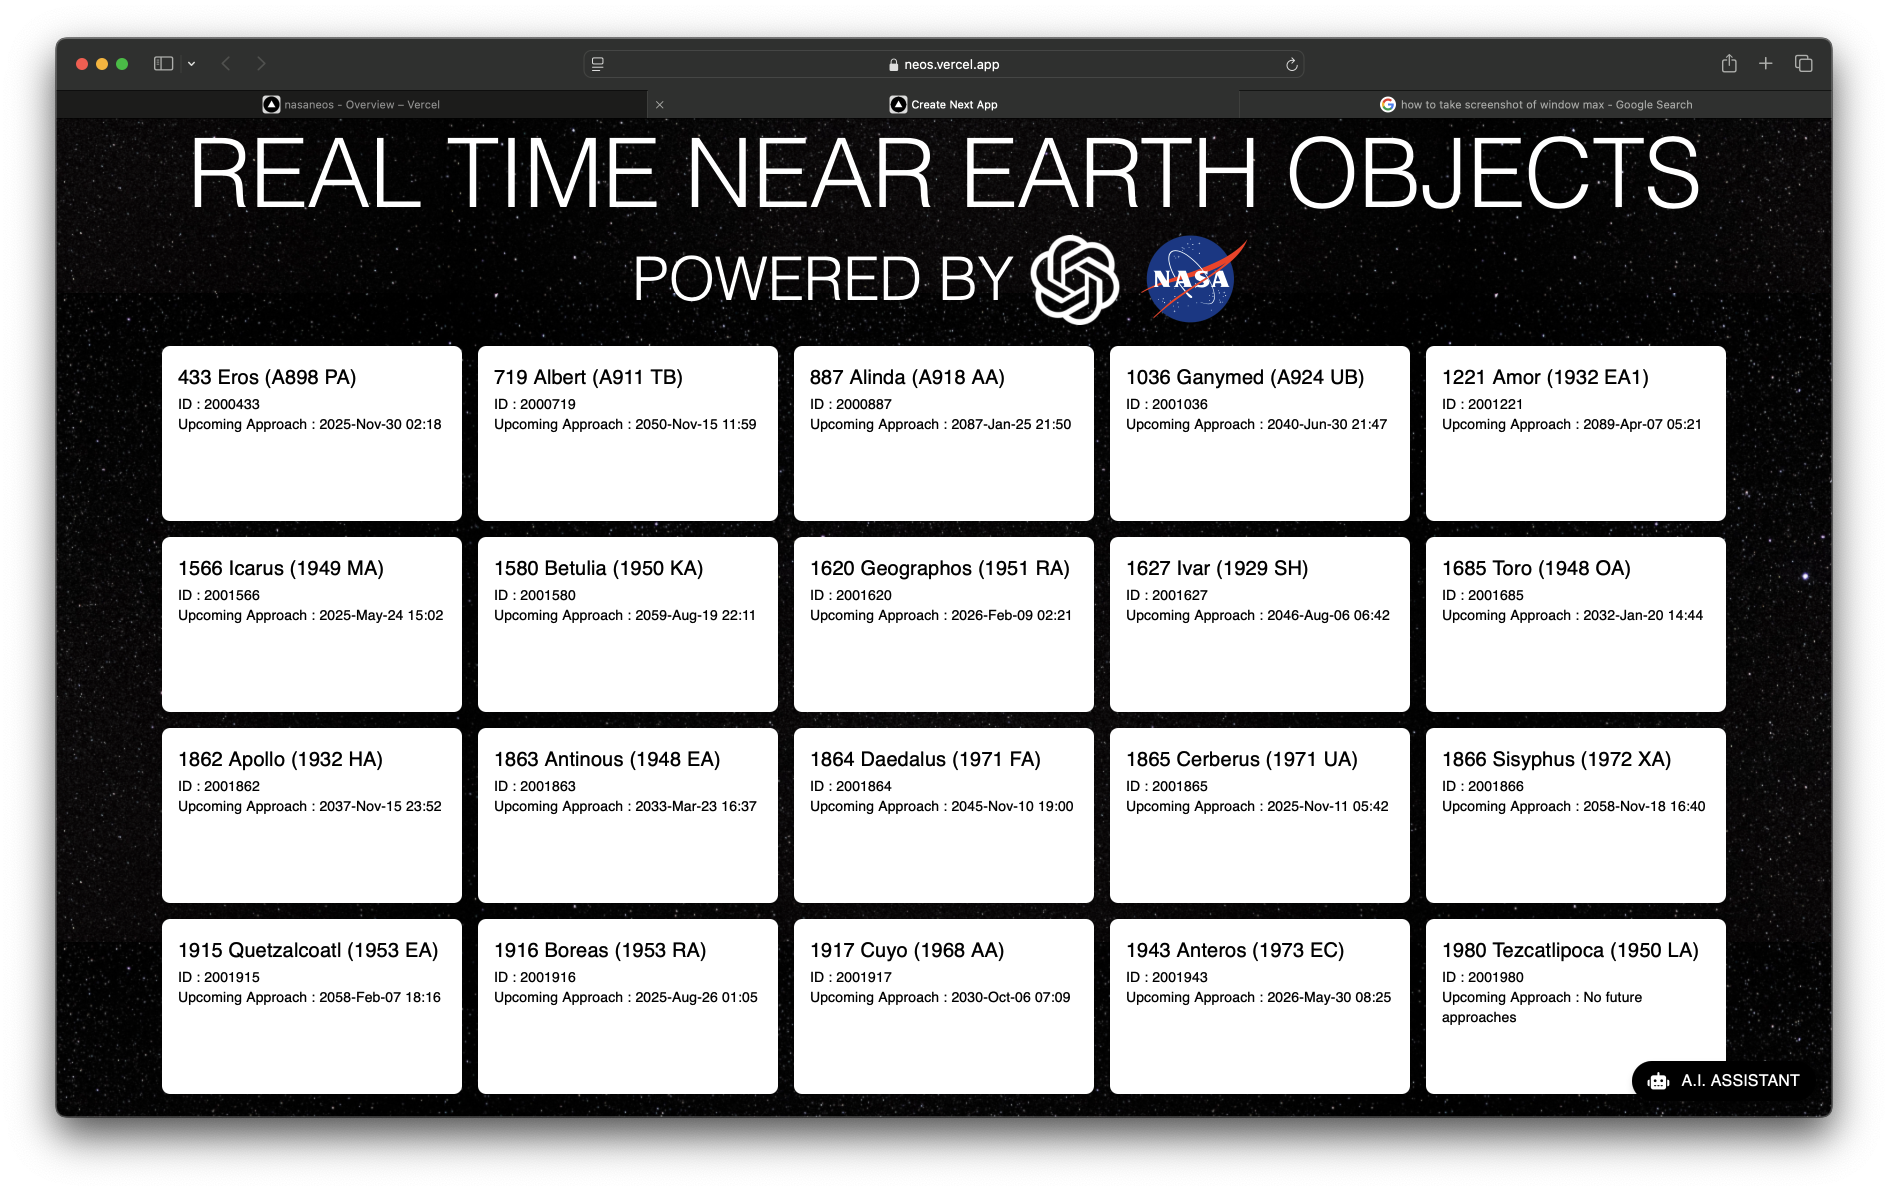 neos.vercel.app
nasaneos - Overview – Vercel
Create Next App
how to take screenshot of window max - Google Search
REAL TIME NEAR EARTH OBJECTS
POWERED BY
NASA
433 Eros (A898 PA)
ID : 2000433
Upcoming Approach : 2025-Nov-30 02:18
719 Albert (A911 TB)
ID : 2000719
Upcoming Approach : 2050-Nov-15 11:59
887 Alinda (A918 AA)
ID : 2000887
Upcoming Approach : 2087-Jan-25 21:50
1036 Ganymed (A924 UB)
ID : 2001036
Upcoming Approach : 2040-Jun-30 21:47
1221 Amor (1932 EA1)
ID : 2001221
Upcoming Approach : 2089-Apr-07 05:21
1566 Icarus (1949 MA)
ID : 2001566
Upcoming Approach : 2025-May-24 15:02
1580 Betulia (1950 KA)
ID : 2001580
Upcoming Approach : 2059-Aug-19 22:11
1620 Geographos (1951 RA)
ID : 2001620
Upcoming Approach : 2026-Feb-09 02:21
1627 Ivar (1929 SH)
ID : 2001627
Upcoming Approach : 2046-Aug-06 06:42
1685 Toro (1948 OA)
ID : 2001685
Upcoming Approach : 2032-Jan-20 14:44
1862 Apollo (1932 HA)
ID : 2001862
Upcoming Approach : 2037-Nov-15 23:52
1863 Antinous (1948 EA)
ID : 2001863
Upcoming Approach : 2033-Mar-23 16:37
1864 Daedalus (1971 FA)
ID : 2001864
Upcoming Approach : 2045-Nov-10 19:00
1865 Cerberus (1971 UA)
ID : 2001865
Upcoming Approach : 2025-Nov-11 05:42
1866 Sisyphus (1972 XA)
ID : 2001866
Upcoming Approach : 2058-Nov-18 16:40
1915 Quetzalcoatl (1953 EA)
ID : 2001915
Upcoming Approach : 2058-Feb-07 18:16
1916 Boreas (1953 RA)
ID : 2001916
Upcoming Approach : 2025-Aug-26 01:05
1917 Cuyo (1968 AA)
ID : 2001917
Upcoming Approach : 2030-Oct-06 07:09
1943 Anteros (1973 EC)
ID : 2001943
Upcoming Approach : 2026-May-30 08:25
1980 Tezcatlipoca (1950 LA)
ID : 2001980
Upcoming Approach : No future
approaches
A.I. ASSISTANT